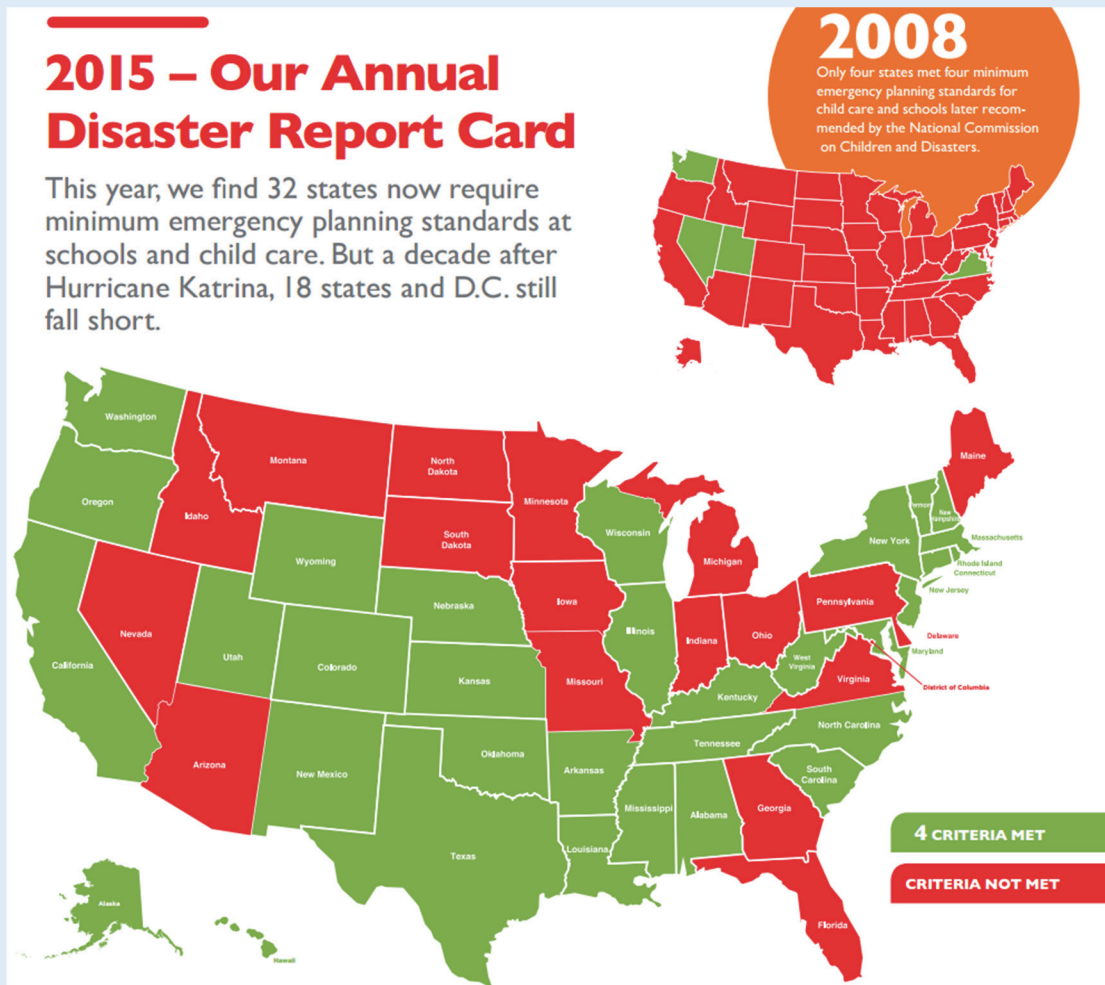 2015 – Our Annual
Disaster Report Card
This year, we find 32 states now require
minimum emergency planning standards at
schools and child care. But a decade after
Hurricane Katrina, 18 states and D.C. still
fall short.
2008
Only four states met four minimum
emergency planning standards for
child care and schools later recom-
mended by the National Commission
on Children and Disasters.
Washington
Oregon
Idaho
Montana
North
Dakota
South
Dakota
Minnesota
Wisconsin
Michigan
Maine
Vermont
New
Hampshire
New York
Massachusetts
Rhode Island
Connecticut
New Jersey
Wyoming
Nebraska
Iowa
Illinois
Indiana
Ohio
Pennsylvania
Delaware
Maryland
District of Columbia
California
Nevada
Utah
Colorado
Kansas
Missouri
Kentucky
West
Virginia
Virginia
North Carolina
Tennessee
South
Carolina
Arizona
New Mexico
Oklahoma
Arkansas
Mississippi
Alabama
Georgia
Texas
Louisiana
Florida
Alaska
Hawaii
4 CRITERIA MET
CRITERIA NOT MET